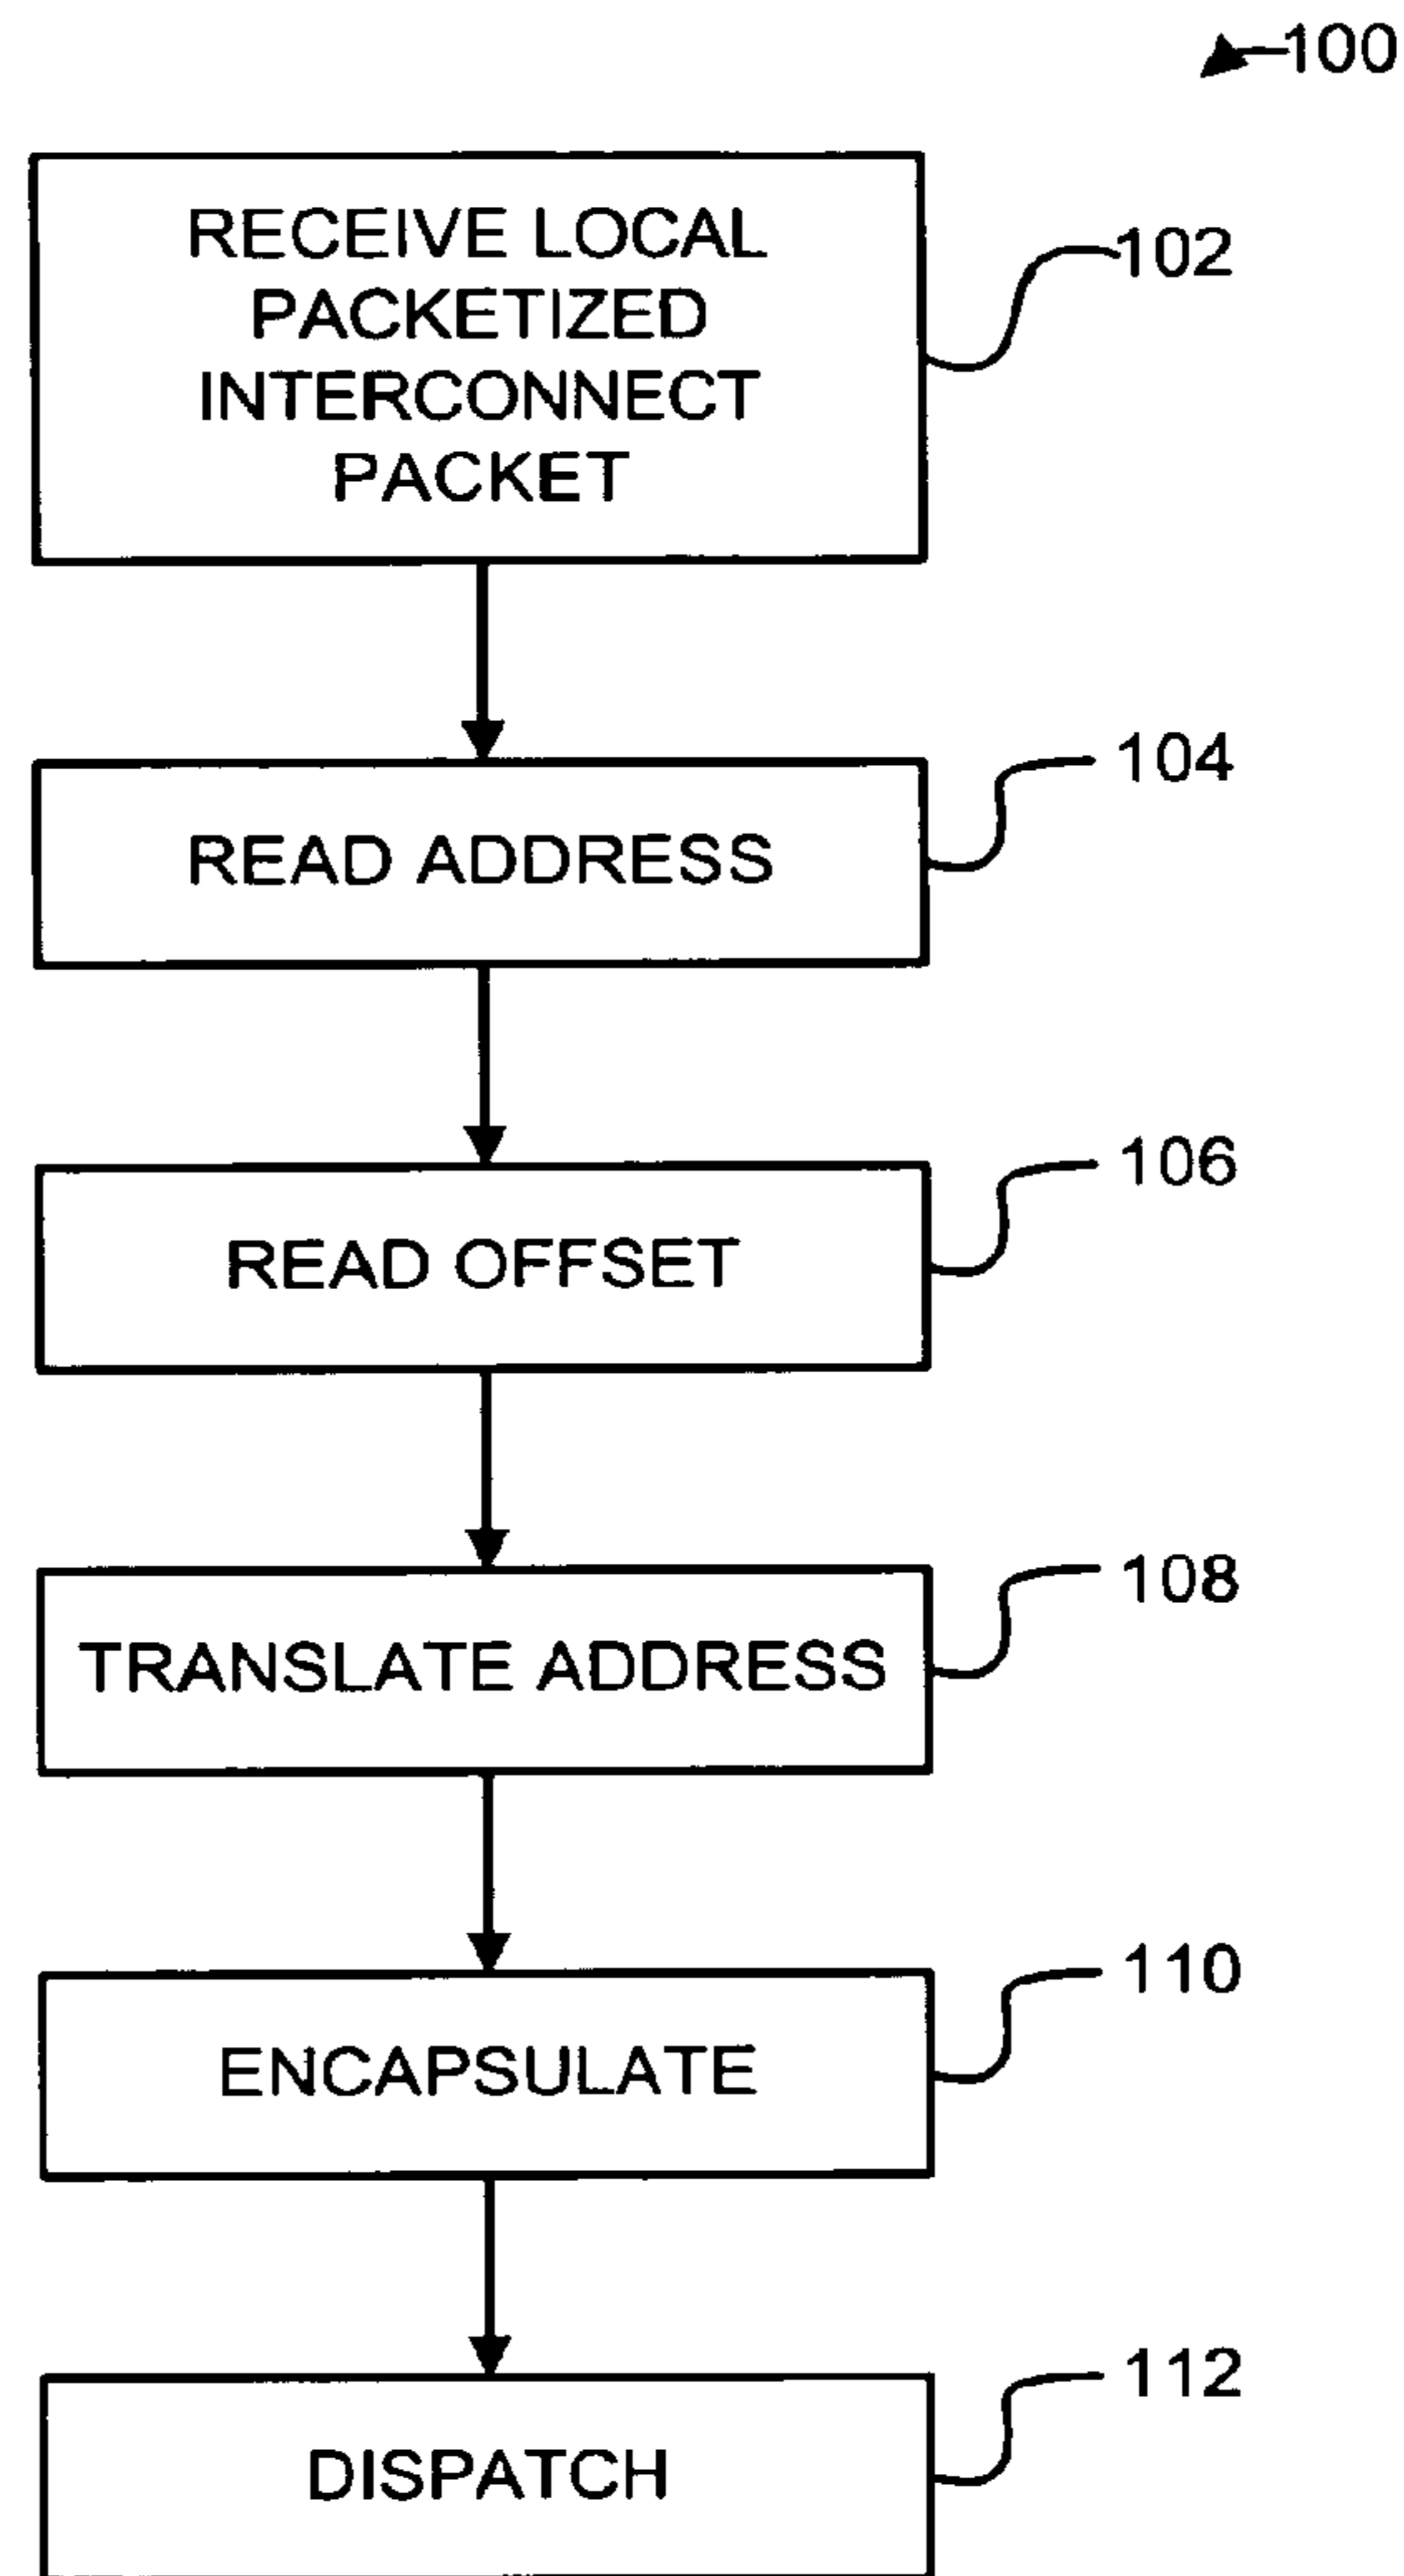 100
RECEIVE LOCAL
PACKETIZED
INTERCONNECT
PACKET
102
READ ADDRESS
104
READ OFFSET
106
TRANSLATE ADDRESS
108
ENCAPSULATE
110
DISPATCH
112